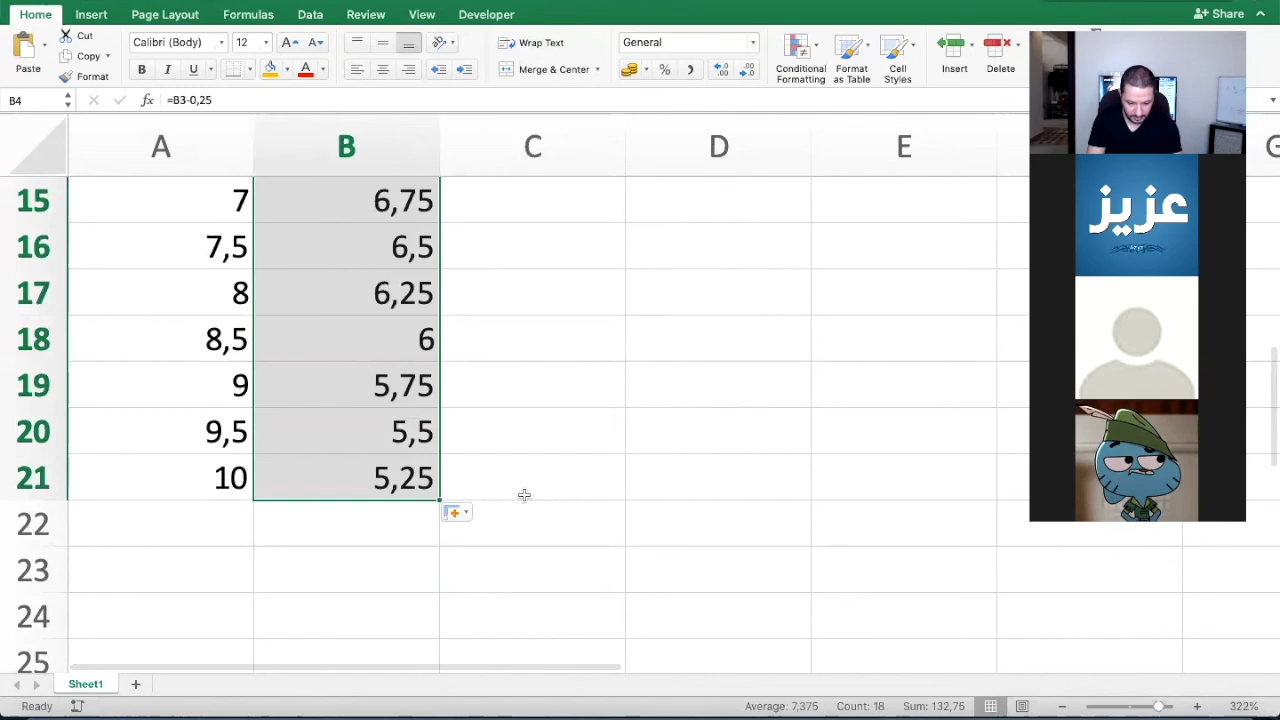 Home Insert Page Layout Formulas Data Review View Developer Share
Cut Calibri (Body) 12 Wrap Text General
Paste Copy Format B I U A Merge & Center % Conditional Formatting Format as Table Cell Styles Insert Delete
B4 fx =B3-0,25
A B C D E G
15 7 6,75
16 7,5 6,5
17 8 6,25
18 8,5 6
19 9 5,75
20 9,5 5,5
21 10 5,25
22
23
24
25
عزيز
Sheet1
Ready Average: 7,375 Count: 18 Sum: 132,75 322%